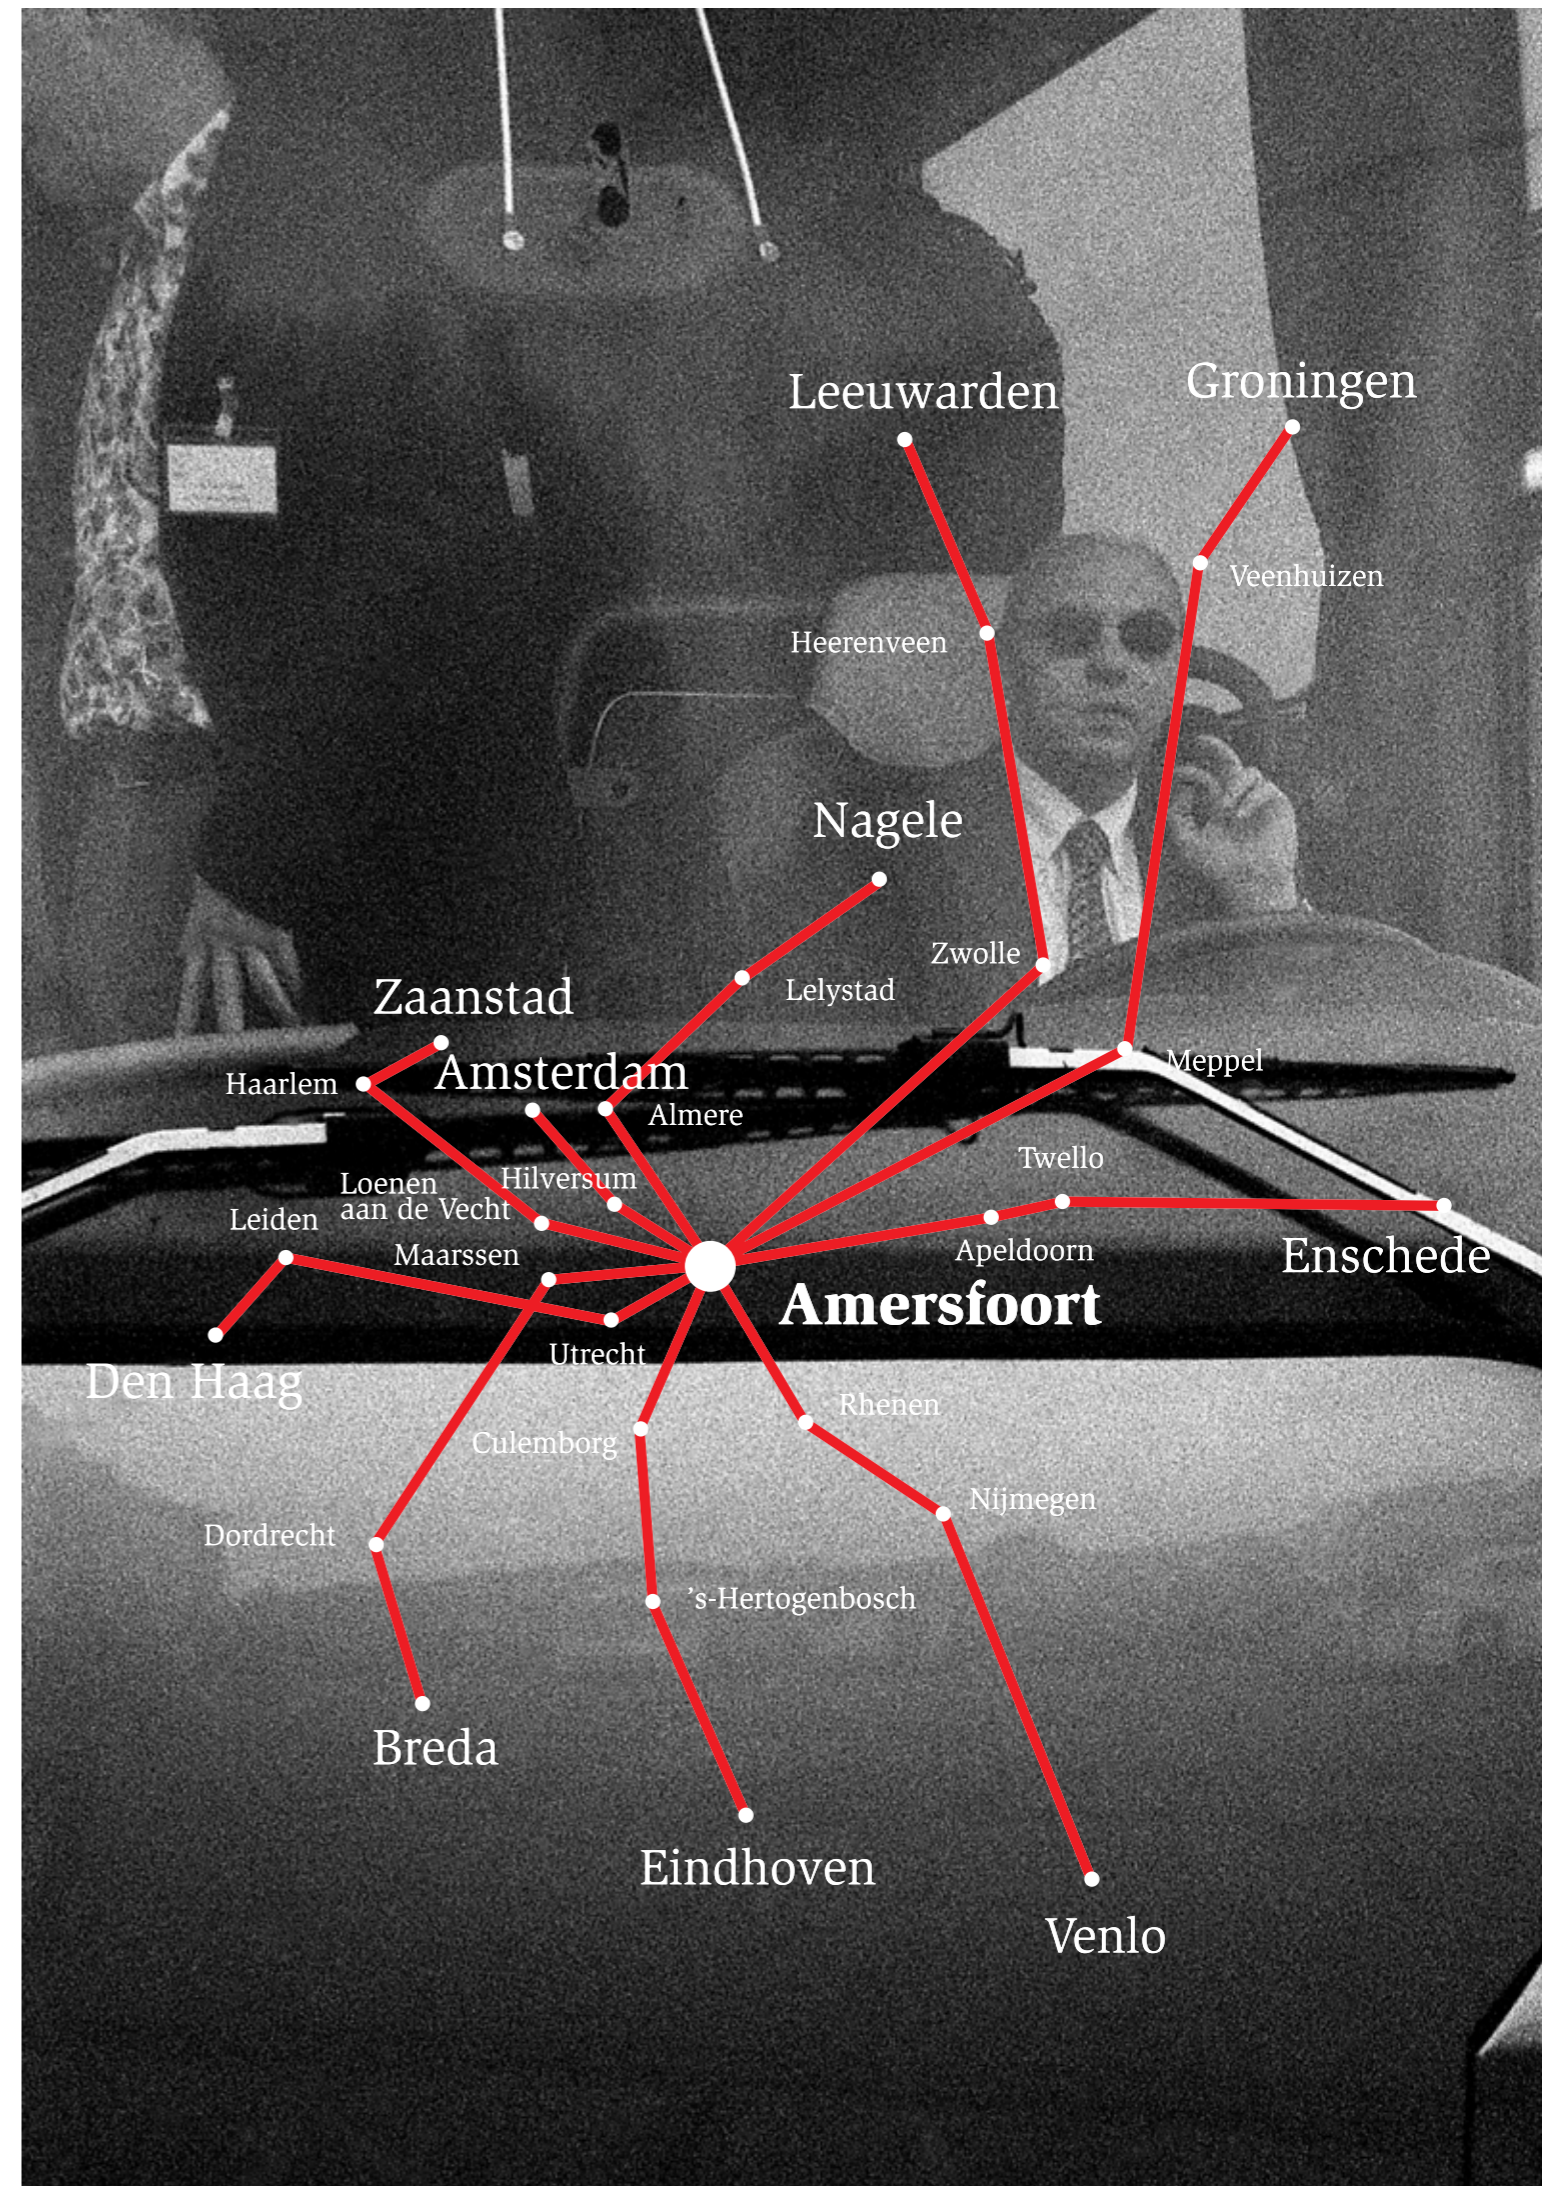 Leeuwarden
Groningen
Veenhuizen
Heerenveen
Nagele
Zwolle
Lelystad
Zaanstad
Amsterdam
Meppel
Haarlem
Almere
Twello
Hilversum
Loenen
aan de Vecht
Leiden
Maarssen
Apeldoorn
Enschede
Amersfoort
Utrecht
Den Haag
Rhenen
Culemborg
Nijmegen
Dordrecht
’s-Hertogenbosch
Breda
Eindhoven
Venlo